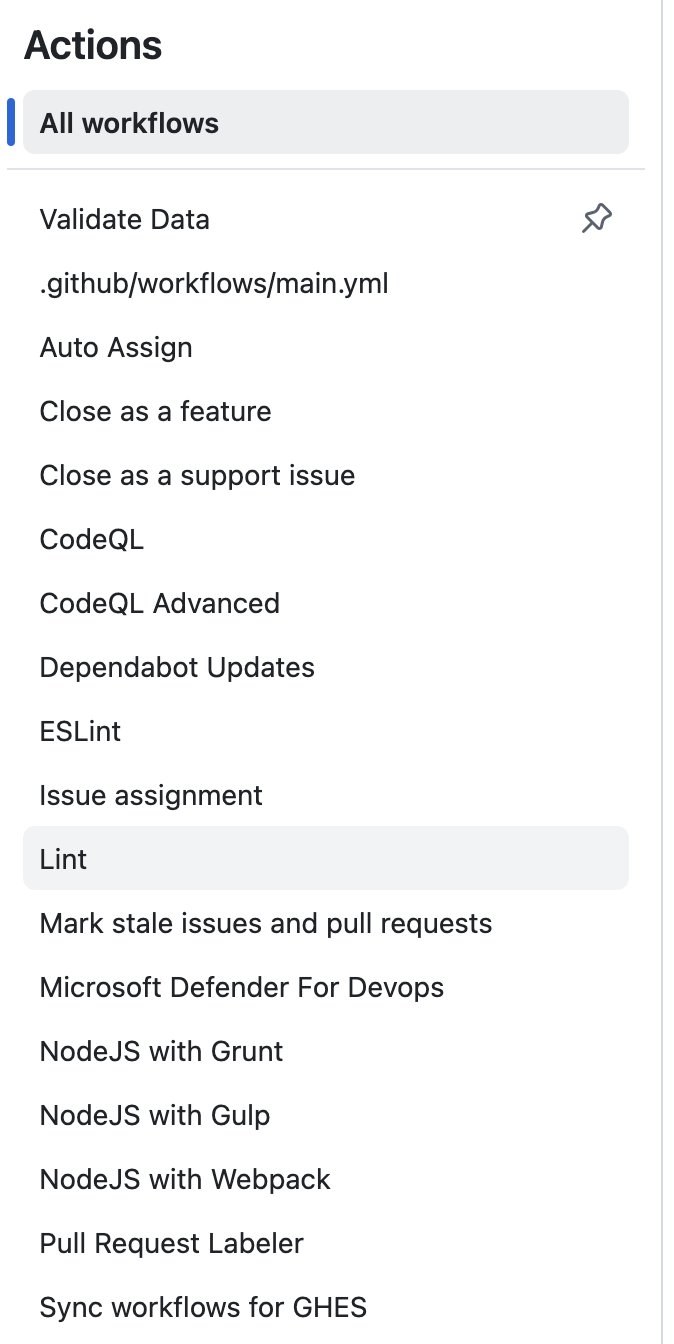 Actions
All workflows
Validate Data
.github/workflows/main.yml
Auto Assign
Close as a feature
Close as a support issue
CodeQL
CodeQL Advanced
Dependabot Updates
ESLint
Issue assignment
Lint
Mark stale issues and pull requests
Microsoft Defender For Devops
NodeJS with Grunt
NodeJS with Gulp
NodeJS with Webpack
Pull Request Labeler
Sync workflows for GHES